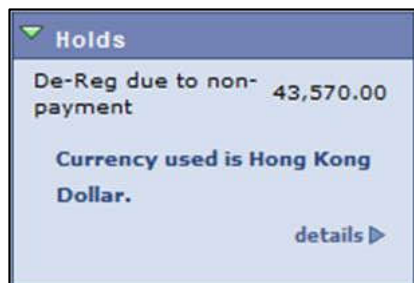 Holds
De-Reg due to non- 43,570.00
payment
Currency used is Hong Kong
Dollar.
details